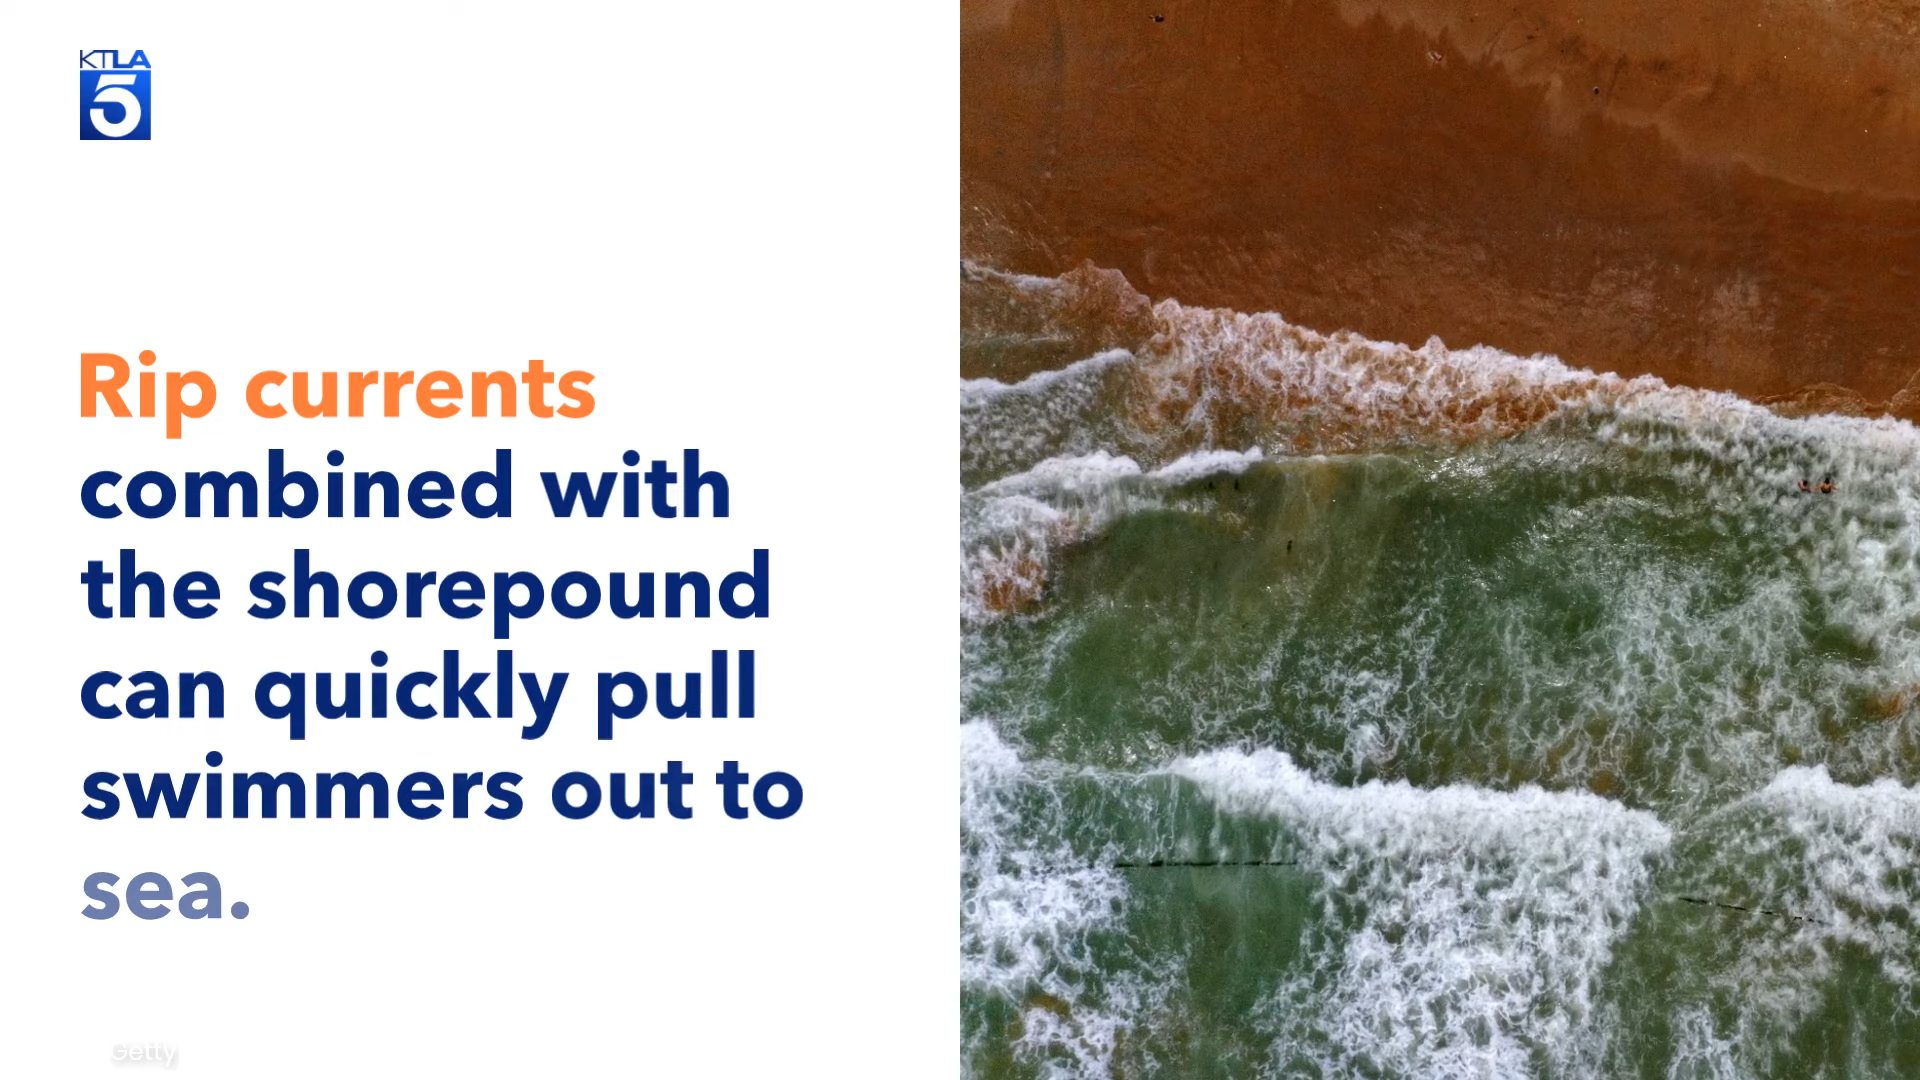 KTLA
5
Rip currents
combined with
the shorepound
can quickly pull
swimmers out to
sea.
Getty